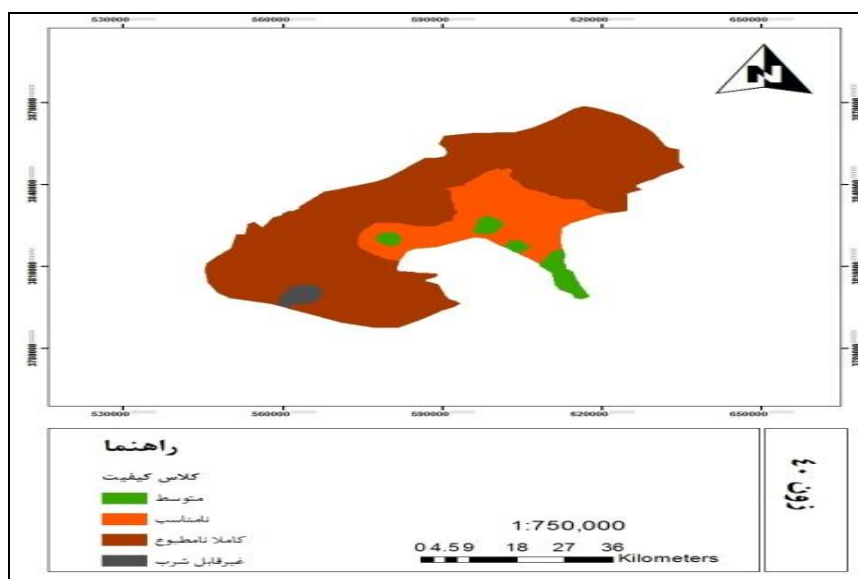 530000 560000 590000 620000 650000
N
530000 560000 590000 620000 650000
راهنما
کلاس کیفیت
متوسط
نامناسب
کاملا نامطبوع
غیرقابل شرب
1:750,000
0 4.5 9 18 27 36
Kilometers
زون ٤٠